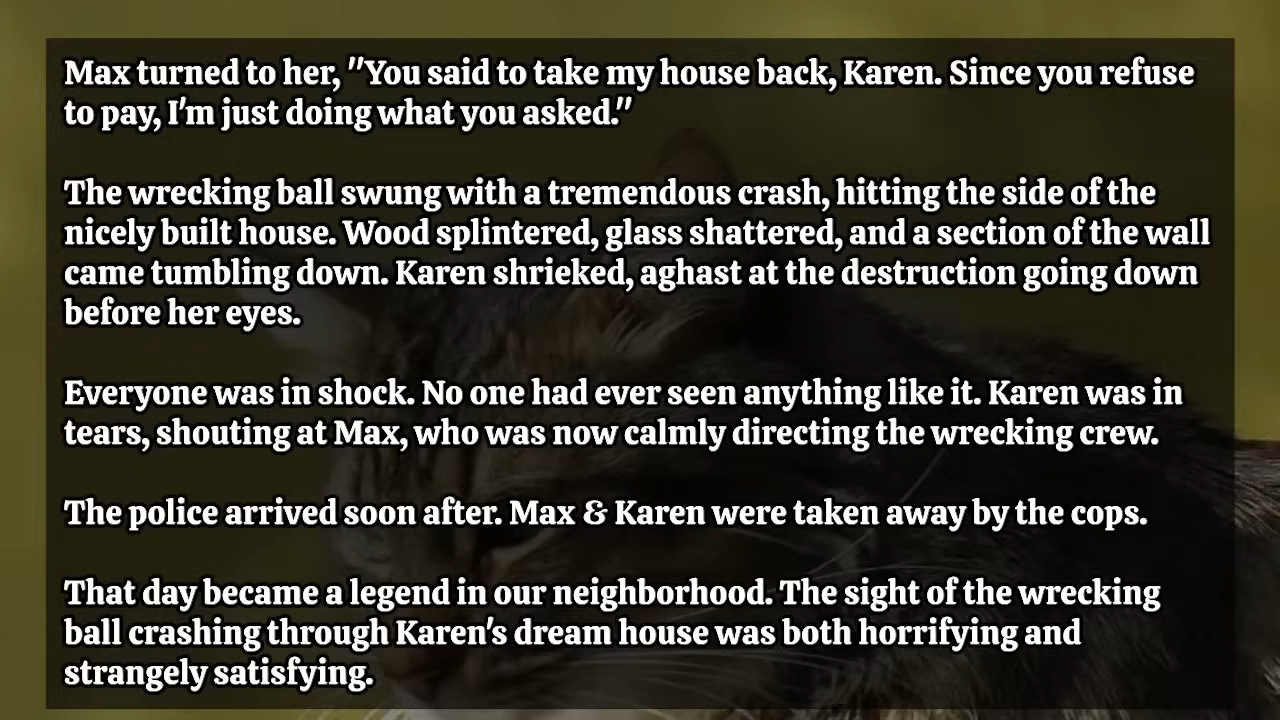 Max turned to her, "You said to take my house back, Karen. Since you refuse
to pay, I'm just doing what you asked."
The wrecking ball swung with a tremendous crash, hitting the side of the
nicely built house. Wood splintered, glass shattered, and a section of the wall
came tumbling down. Karen shrieked, aghast at the destruction going down
before her eyes.
Everyone was in shock. No one had ever seen anything like it. Karen was in
tears, shouting at Max, who was now calmly directing the wrecking crew.
The police arrived soon after. Max & Karen were taken away by the cops.
That day became a legend in our neighborhood. The sight of the wrecking
ball crashing through Karen's dream house was both horrifying and
strangely satisfying.